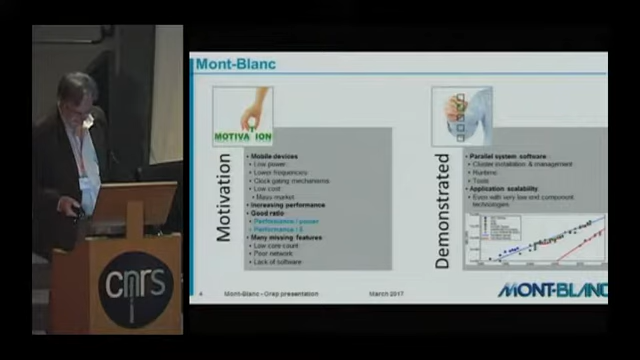 Mont-Blanc
MOTIVATION
Motivation
• Mobile devices
• Low power
• Lower frequencies
• Clock gating mechanisms
• Low cost
• Mass market
• Increasing performance
• Good ratio
• Performance / power
• Performance / $
• Many missing features
• Low core count
• Poor network
• Lack of software
Demonstrated
• Parallel system software
• Cluster installation & management
• Runtime
• Tools
• Application scalability
• Even with very low end component
technologies
4
Mont-Blanc - Orap presentation
March 2017
MONT-BLANC
cnrs